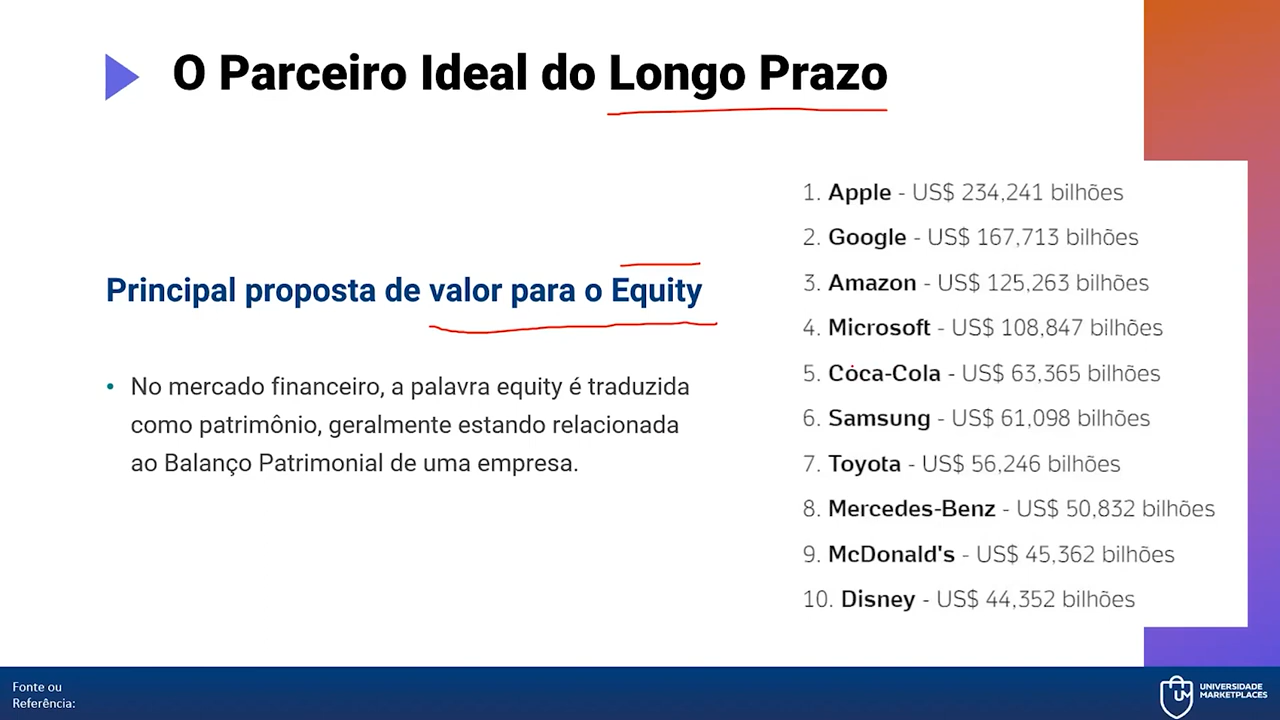 O Parceiro Ideal do Longo Prazo
Principal proposta de valor para o Equity
• No mercado financeiro, a palavra equity é traduzida
como patrimônio, geralmente estando relacionada
ao Balanço Patrimonial de uma empresa.
1. Apple - US$ 234,241 bilhões
2. Google - US$ 167,713 bilhões
3. Amazon - US$ 125,263 bilhões
4. Microsoft - US$ 108,847 bilhões
5. Cóca-Cola - US$ 63,365 bilhões
6. Samsung - US$ 61,098 bilhões
7. Toyota - US$ 56,246 bilhões
8. Mercedes-Benz - US$ 50,832 bilhões
9. McDonald's - US$ 45,362 bilhões
10. Disney - US$ 44,352 bilhões
Fonte ou
Referência:
UM
UNIVERSIDADE
MARKETPLACES